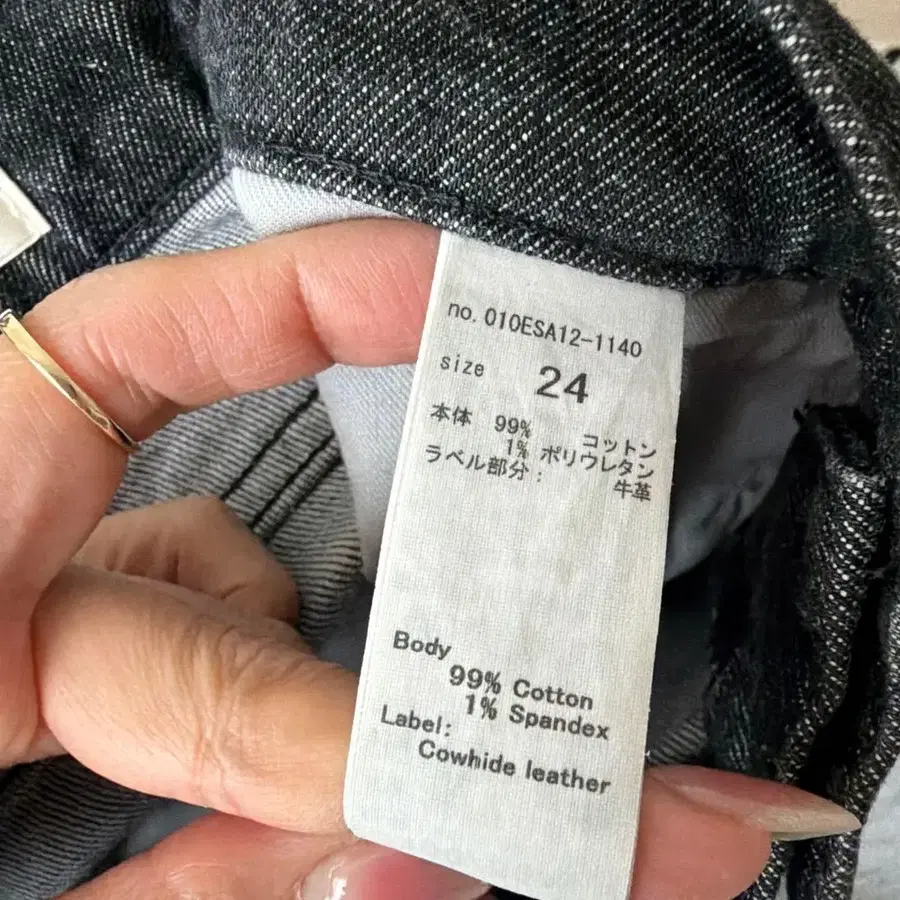 no. 010ESA12-1140
size 24
本体 99% コットン
1% ポリウレタン
ラベル部分: 牛革
Body
99% Cotton
1% Spandex
Label:
Cowhide leather